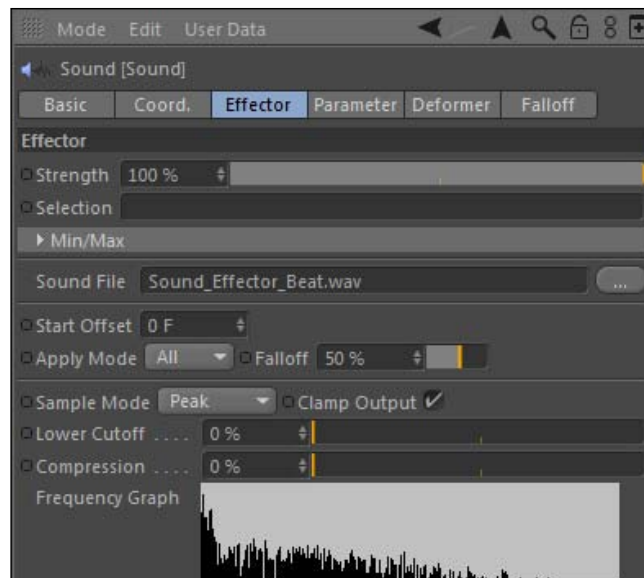 Mode Edit User Data
Sound [Sound]
Basic Coord. Effector Parameter Deformer Falloff
Effector
Strength 100 %
Selection
Min/Max
Sound File Sound_Effector_Beat.wav ...
Start Offset 0 F
Apply Mode All Falloff 50 %
Sample Mode Peak Clamp Output
Lower Cutoff .... 0 %
Compression .... 0 %
Frequency Graph